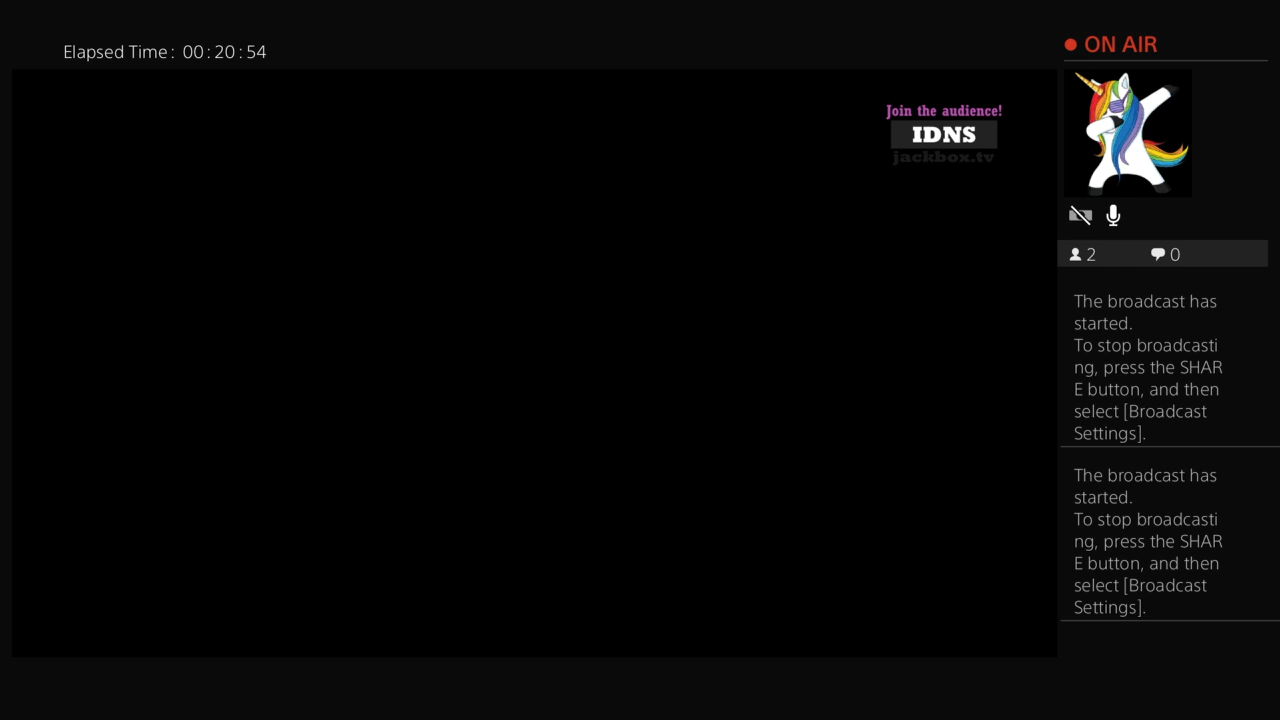 Elapsed Time: 00:20:54
ON AIR
Join the audience!
IDNS
jackbox.tv
2
0
The broadcast has
started.
To stop broadcasti
ng, press the SHAR
E button, and then
select [Broadcast
Settings].
The broadcast has
started.
To stop broadcasti
ng, press the SHAR
E button, and then
select [Broadcast
Settings].